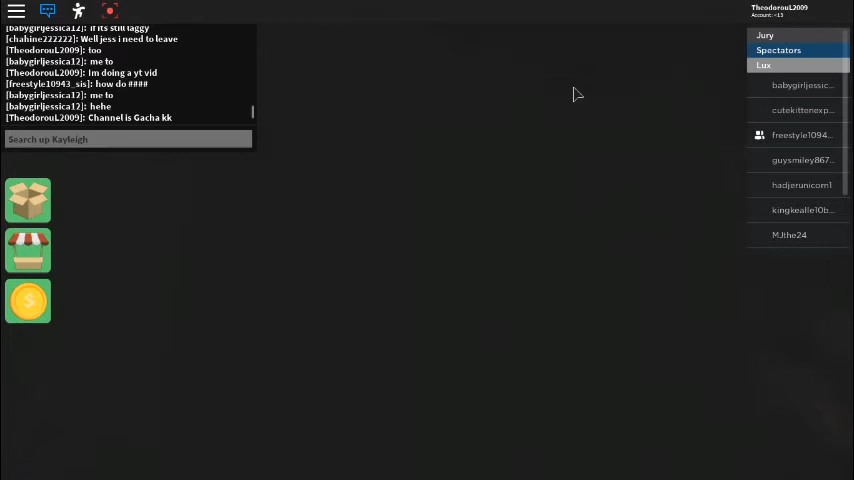 TheodorouL2009
Account: <13
[babygirljessica12]: if its still laggy
[chahine222222]: Well jess i need to leave
[TheodorouL2009]: too
[babygirljessica12]: me to
[TheodorouL2009]: Im doing a yt vid
[freestyle10943_sis]: how do ####
[babygirljessica12]: me to
[babygirljessica12]: hehe
[TheodorouL2009]: Channel is Gacha kk
Search up Kayleigh
Jury
Spectators
Lux
babygirljessic...
cutekittenexp...
freestyle1094...
guysmiley867...
hadjerunicorn1
kingkealle10b...
MJthe24